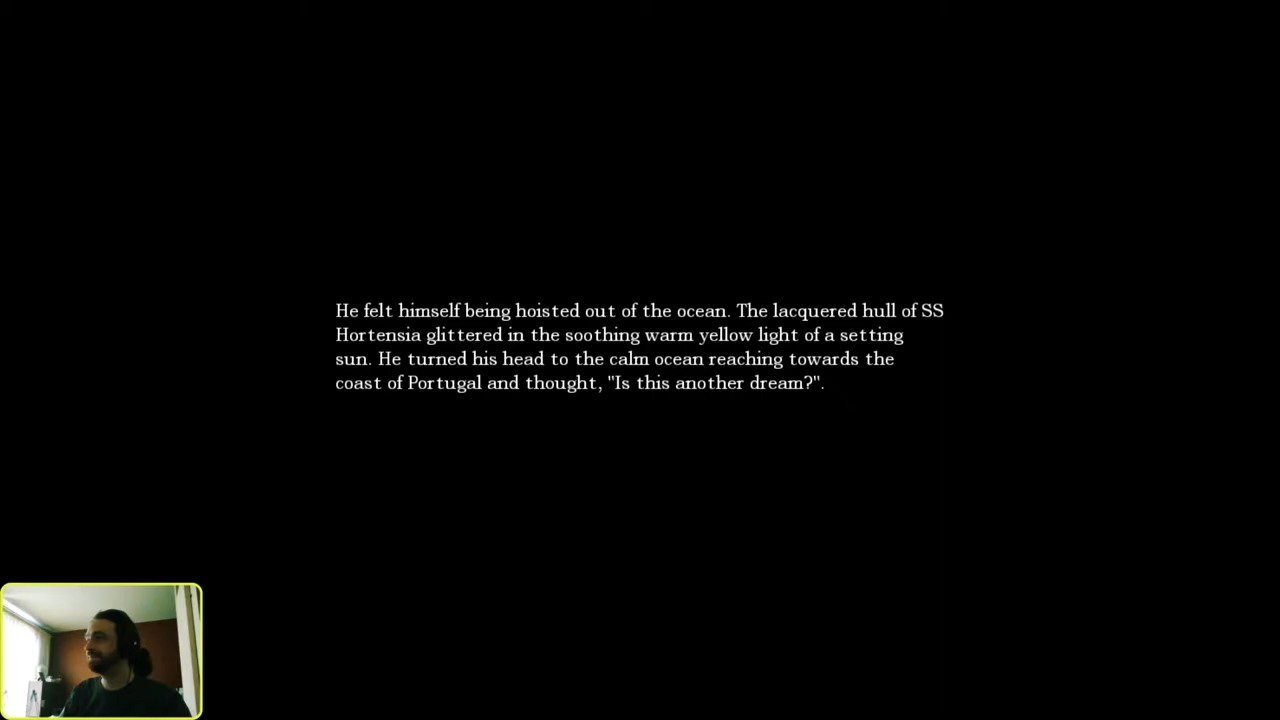 He felt himself being hoisted out of the ocean. The lacquered hull of SS
Hortensia glittered in the soothing warm yellow light of a setting
sun. He turned his head to the calm ocean reaching towards the
coast of Portugal and thought, "Is this another dream?".